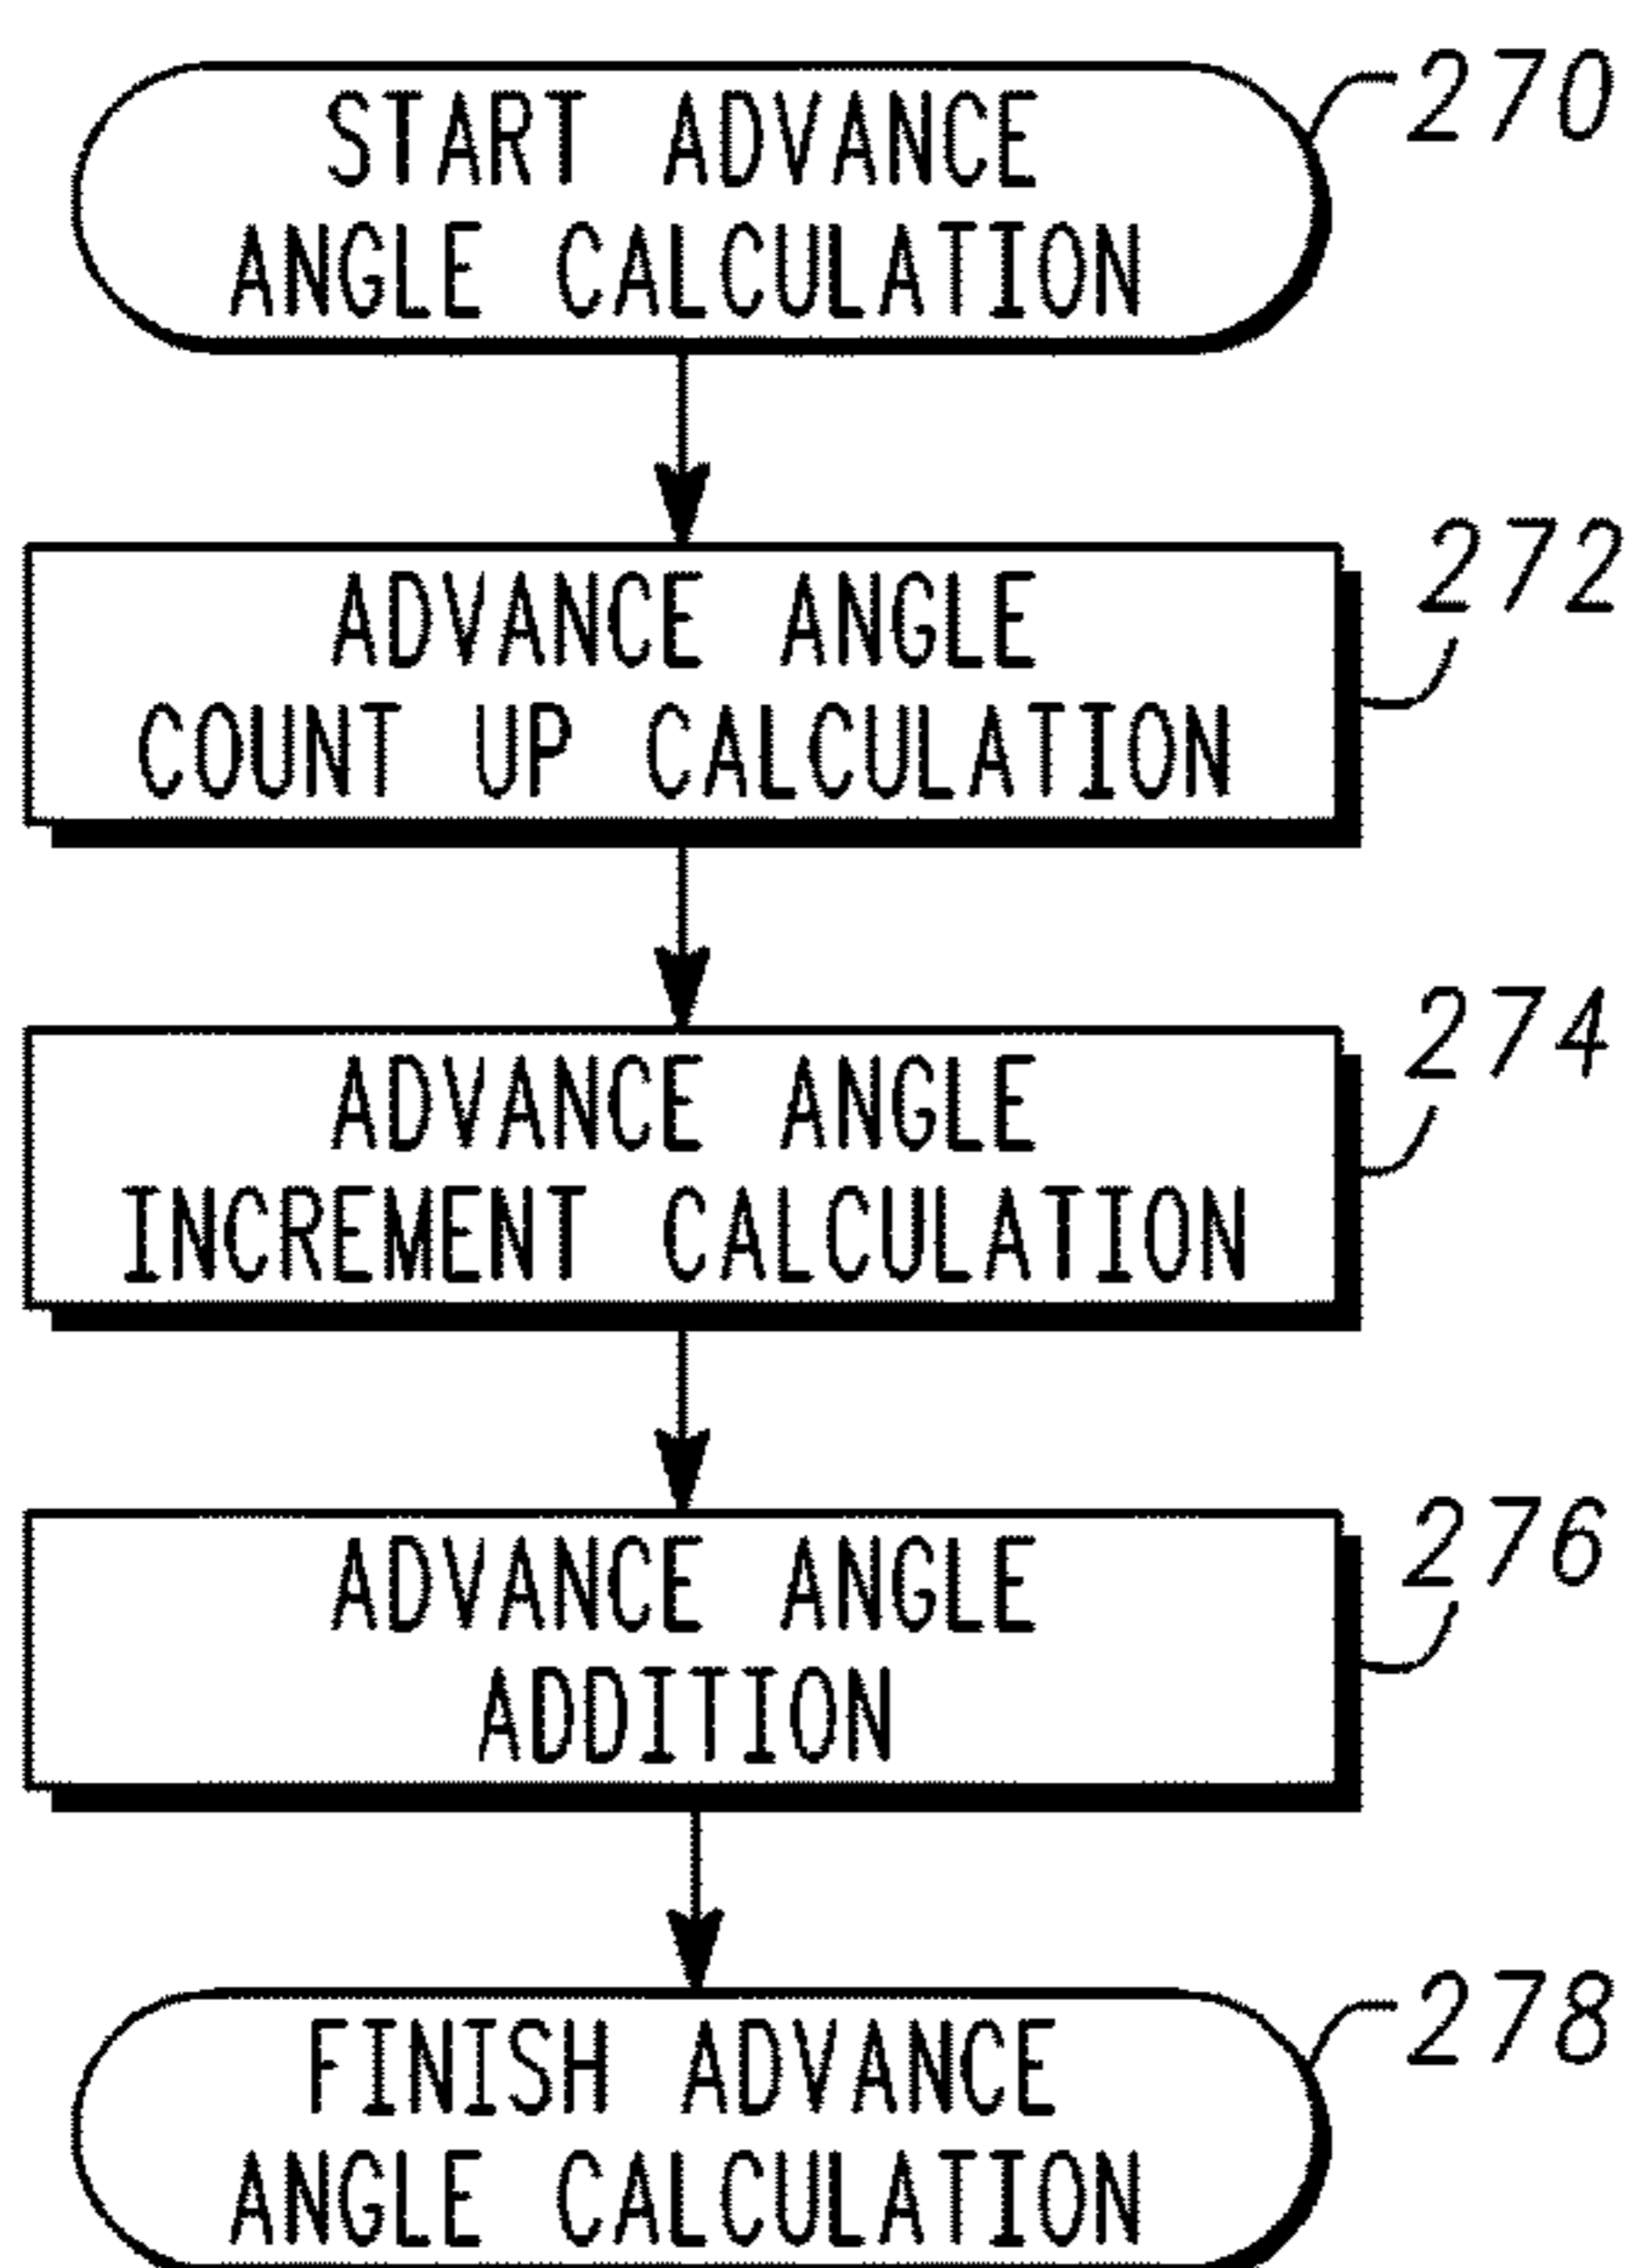 START ADVANCE
ANGLE CALCULATION
270
ADVANCE ANGLE
COUNT UP CALCULATION
272
ADVANCE ANGLE
INCREMENT CALCULATION
274
ADVANCE ANGLE
ADDITION
276
FINISH ADVANCE
ANGLE CALCULATION
278